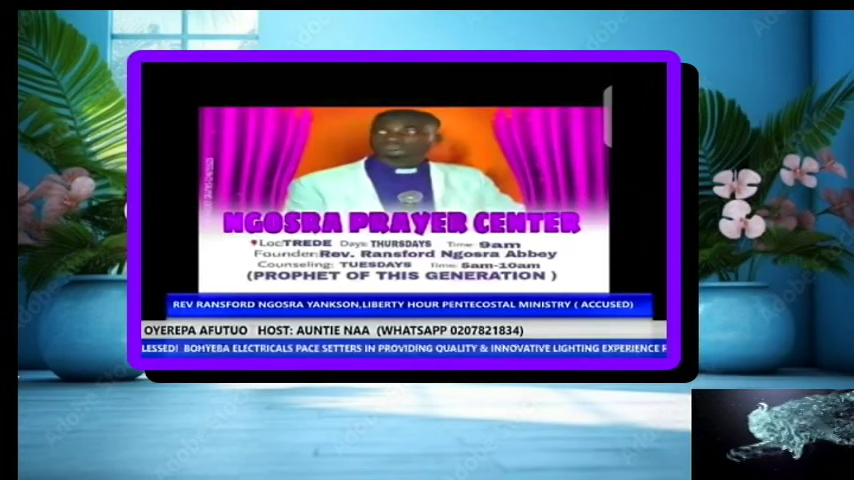 NGOSRA PRAYER CENTER
Loc:TREDE Days: THURSDAYS Time: 9am
Founder:Rev. Ransford Ngosra Abbey
Counseling: TUESDAYS Time: 5am-10am
(PROPHET OF THIS GENERATION )
REV RANSFORD NGOSRA YANKSON,LIBERTY HOUR PENTECOSTAL MINISTRY ( ACCUSED)
OYEREPA AFUTUO HOST: AUNTIE NAA (WHATSAPP 0207821834)
LESSED! BOHYEBA ELECTRICALS PACE SETTERS IN PROVIDING QUALITY & INNOVATIVE LIGHTING EXPERIENCE